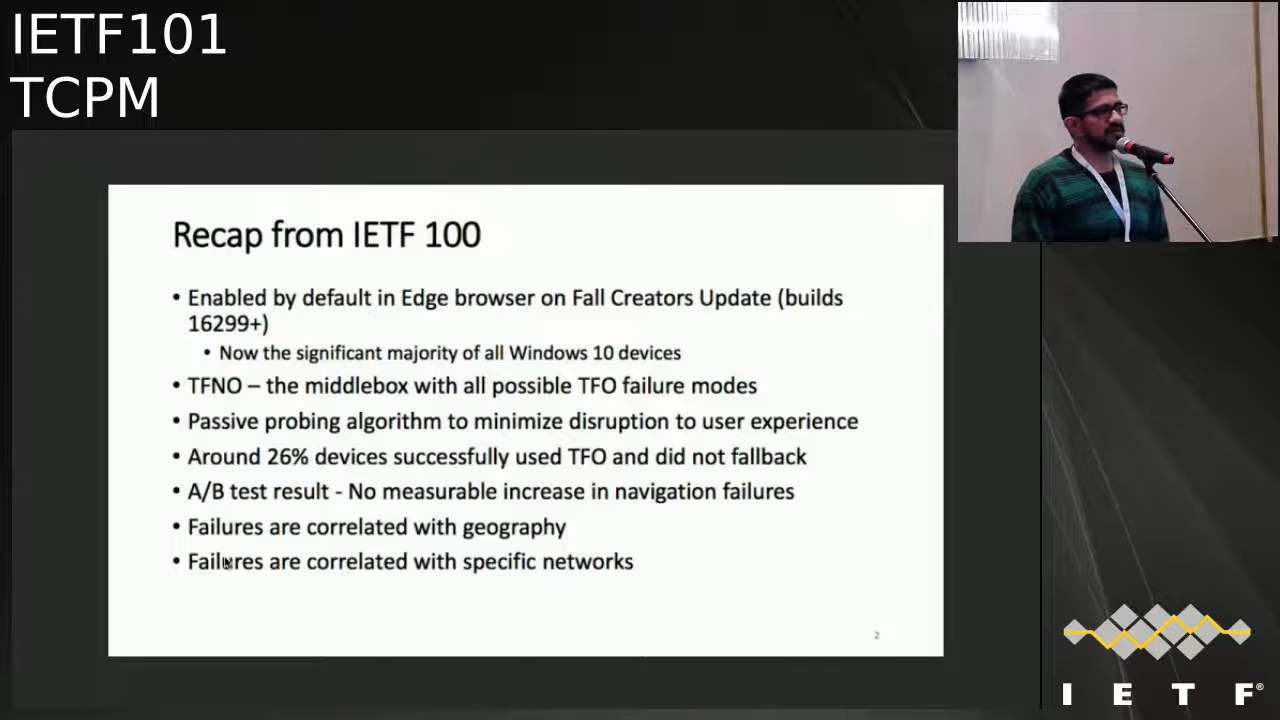 IETF101
TCPM
Recap from IETF 100
• Enabled by default in Edge browser on Fall Creators Update (builds
16299+)
• Now the significant majority of all Windows 10 devices
• TFNO – the middlebox with all possible TFO failure modes
• Passive probing algorithm to minimize disruption to user experience
• Around 26% devices successfully used TFO and did not fallback
• A/B test result - No measurable increase in navigation failures
• Failures are correlated with geography
• Failures are correlated with specific networks
2
I E T F®